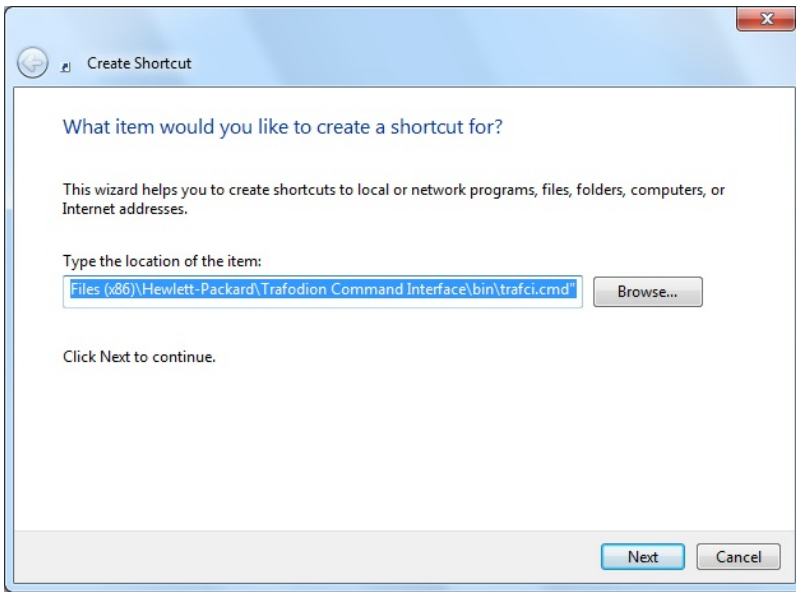 Create Shortcut
What item would you like to create a shortcut for?
This wizard helps you to create shortcuts to local or network programs, files, folders, computers, or
Internet addresses.
Type the location of the item:
Files (x86)\Hewlett-Packard\Trafodion Command Interface\bin\trafci.cmd"
Browse...
Click Next to continue.
Next
Cancel